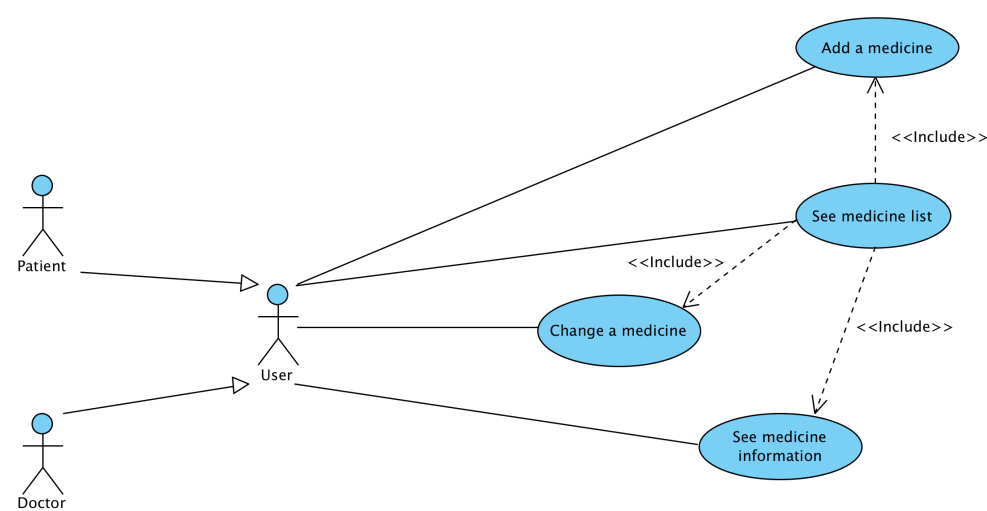 Add a medicine
<<Include>>
Patient
See medicine list
<<Include>>
Change a medicine
<<Include>>
User
See medicine
information
Doctor